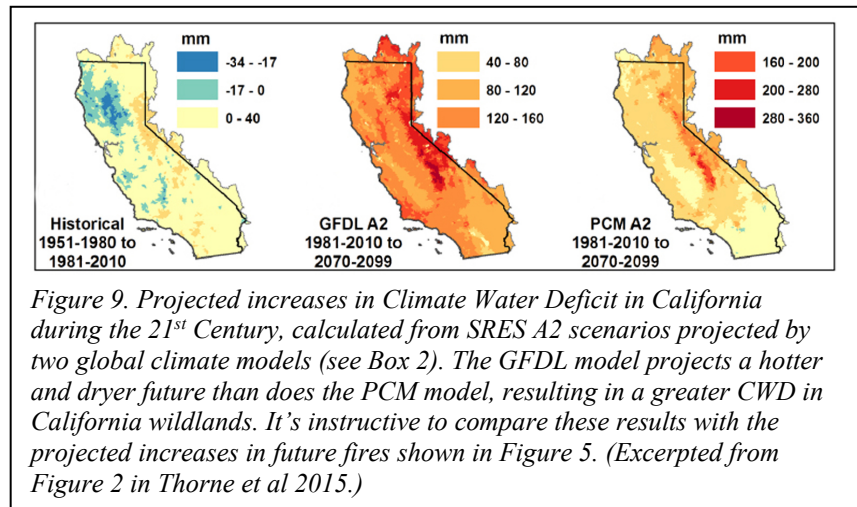 mm
-34 - -17
-17 - 0
0 - 40
Historical
1951-1980 to
1981-2010
mm
40 - 80
80 - 120
120 - 160
GFDL A2
1981-2010 to
2070-2099
mm
160 - 200
200 - 280
280 - 360
PCM A2
1981-2010 to
2070-2099
Figure 9. Projected increases in Climate Water Deficit in California
during the 21st Century, calculated from SRES A2 scenarios projected by
two global climate models (see Box 2). The GFDL model projects a hotter
and dryer future than does the PCM model, resulting in a greater CWD in
California wildlands. It’s instructive to compare these results with the
projected increases in future fires shown in Figure 5. (Excerpted from
Figure 2 in Thorne et al 2015.)